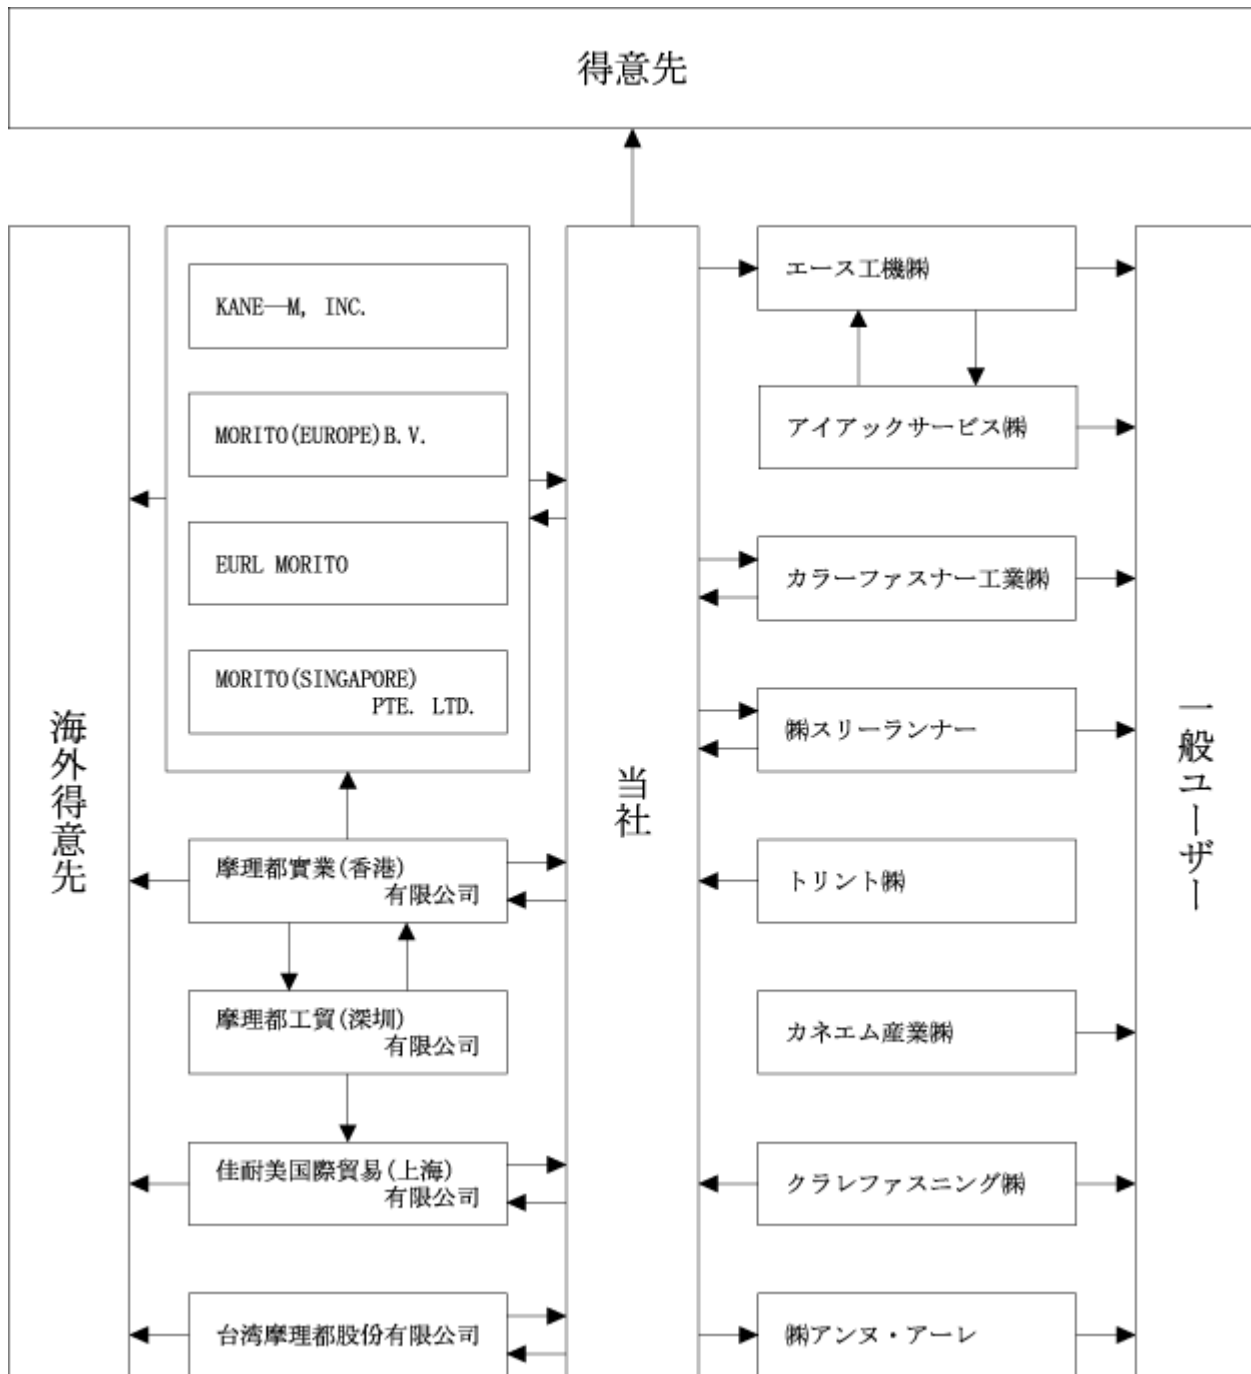 得意先
海外得意先
KANE―M, INC.
MORITO(EUROPE)B.V.
EURL MORITO
MORITO(SINGAPORE)
PTE. LTD.
摩理都實業(香港)
有限公司
摩理都工貿(深圳)
有限公司
佳耐美国際貿易(上海)
有限公司
台湾摩理都股份有限公司
当社
エース工機㈱
アイアックサービス㈱
カラーファスナー工業㈱
㈱スリーランナー
トリント㈱
カネエム産業㈱
クラレファスニング㈱
㈱アンヌ・アーレ
一般ユーザー